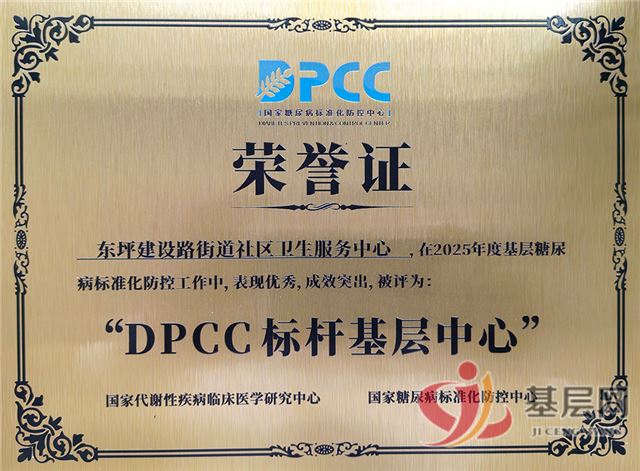 DPCC
国家糖尿病标准化防控中心
DIABETES PREVENTION & CONTROL CENTER
荣誉证
东坪建设路街道社区卫生服务中心,在2025年度基层糖尿
病标准化防控工作中,表现优秀,成效突出,被评为:
“DPCC标杆基层中心”
国家代谢性疾病临床医学研究中心 国家糖尿病标准化防控中心
基层网